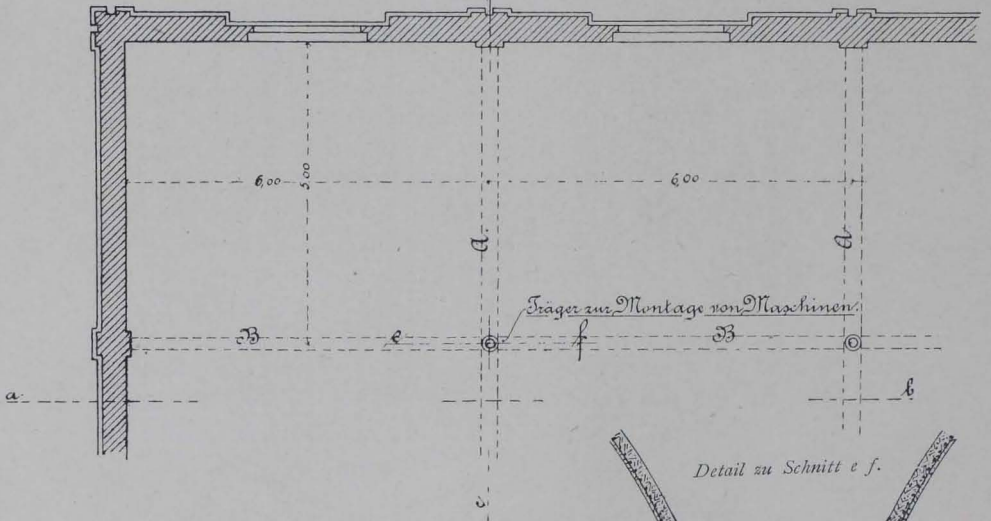 6,00
5,00
6,00
A
A
Träger zur Montage von Maschinen.
B
e
f
B
a
b
Detail zu Schnitt e f.
c